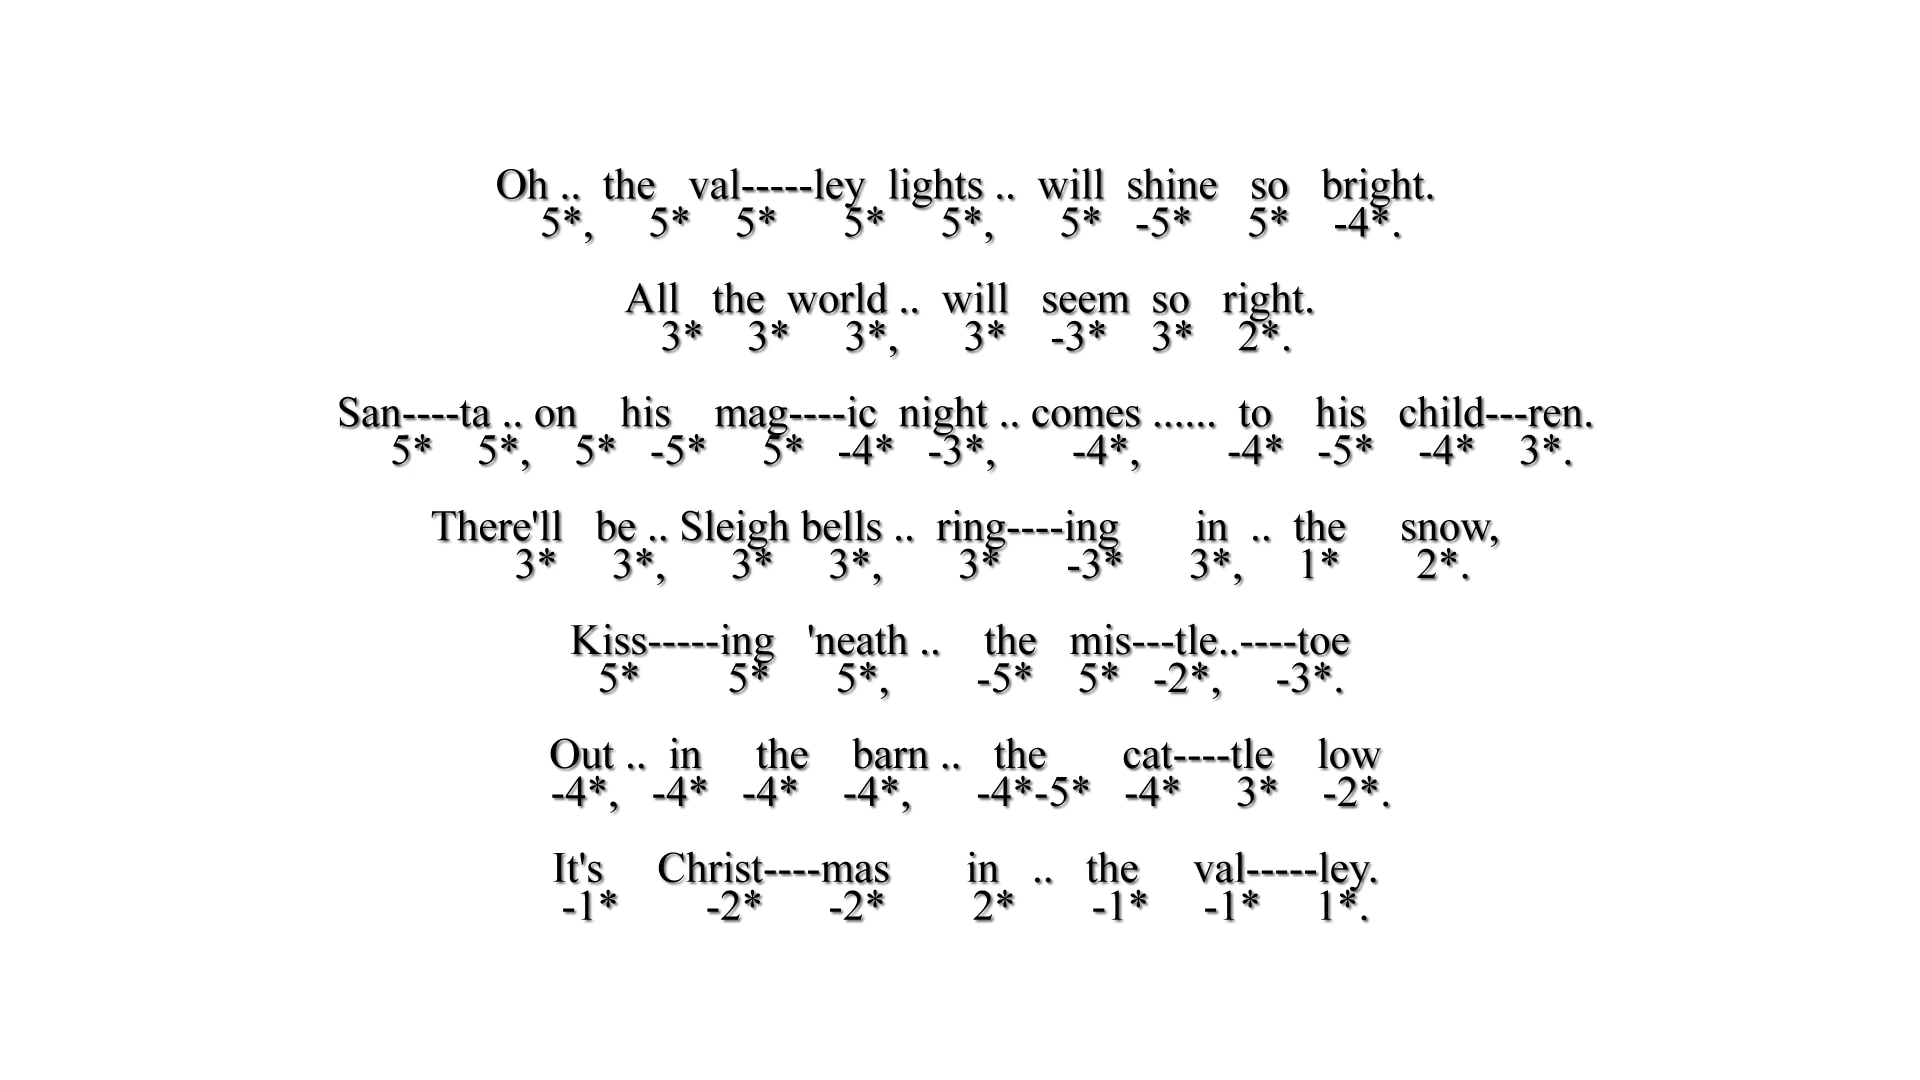 Oh .. the val-----ley lights .. will shine so bright.
5*, 5* 5* 5* 5*, 5* -5* 5* -4*.
All the world .. will seem so right.
3* 3* 3*, 3* -3* 3* 2*.
San----ta .. on his mag----ic night .. comes ...... to his child---ren.
5* 5*, 5* -5* 5* -4* -3*, -4*, -4* -5* -4* 3*.
There'll be .. Sleigh bells .. ring----ing in .. the snow,
3* 3*, 3* 3*, 3* -3* 3*, 1* 2*.
Kiss-----ing 'neath .. the mis---tle..----toe
5* 5* 5*, -5* 5* -2*, -3*.
Out .. in the barn .. the cat----tle low
-4*, -4* -4* -4*, -4*-5* -4* 3* -2*.
It's Christ----mas in .. the val-----ley.
-1* -2* -2* 2* -1* -1* 1*.